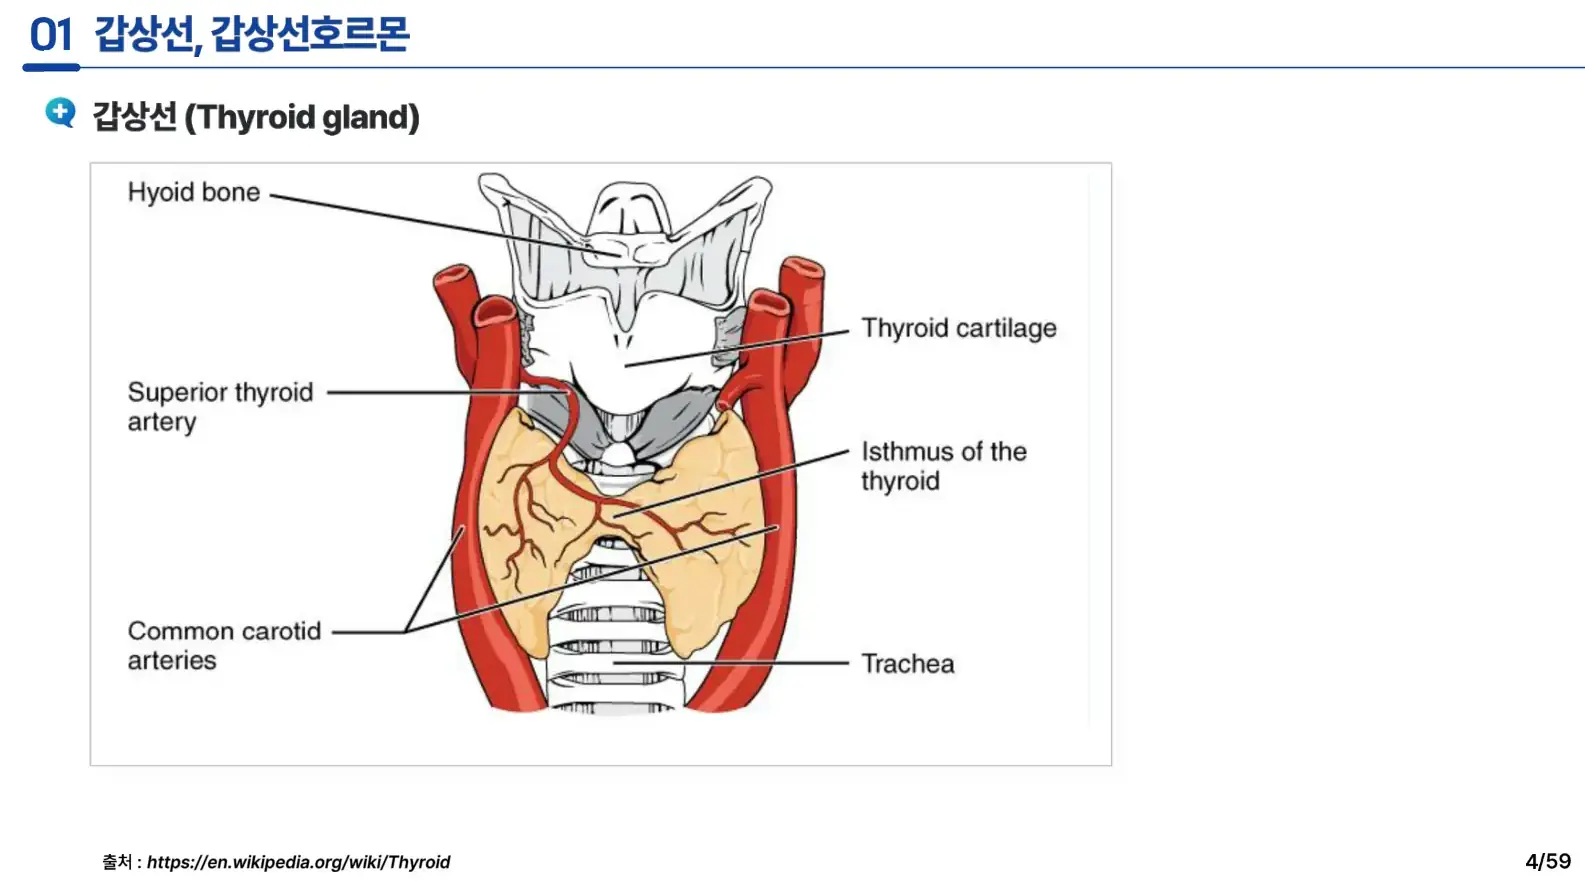 01 갑상선, 갑상선호르몬
갑상선 (Thyroid gland)
Hyoid bone
Thyroid cartilage
Superior thyroid
artery
Isthmus of the
thyroid
Common carotid
arteries
Trachea
출처 : https://en.wikipedia.org/wiki/Thyroid
4/59